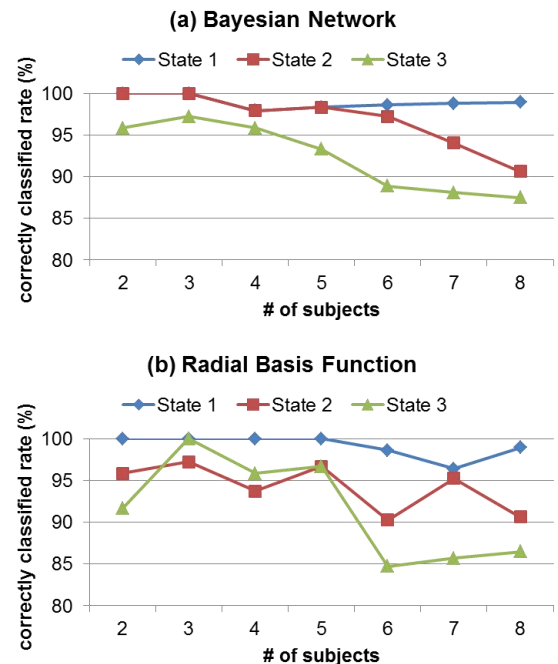 (a) Bayesian Network
State 1 State 2 State 3
correctly classified rate (%)
100
95
90
85
80
2 3 4 5 6 7 8
# of subjects
(b) Radial Basis Function
State 1 State 2 State 3
correctly classified rate (%)
100
95
90
85
80
2 3 4 5 6 7 8
# of subjects